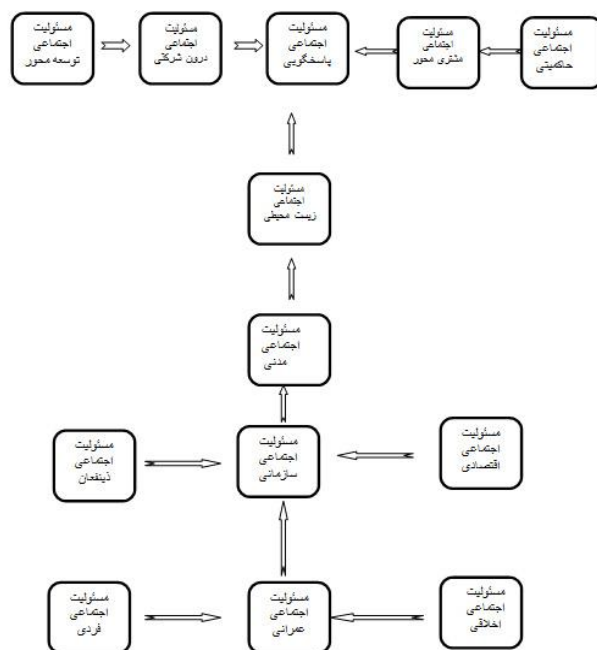 مسئولیت
اجتماعی
حاکمیتی
مسئولیت
اجتماعی
مشتری محور
مسئولیت
اجتماعی
پاسخگویی
مسئولیت
اجتماعی
درون شرکتی
مسئولیت
اجتماعی
توسعه محور
مسئولیت
اجتماعی
زیست محیطی
مسئولیت
اجتماعی
مدنی
مسئولیت
اجتماعی
اقتصادی
مسئولیت
اجتماعی
سازمانی
مسئولیت
اجتماعی
ذینفعان
مسئولیت
اجتماعی
اخلاقی
مسئولیت
اجتماعی
عمرانی
مسئولیت
اجتماعی
فردی